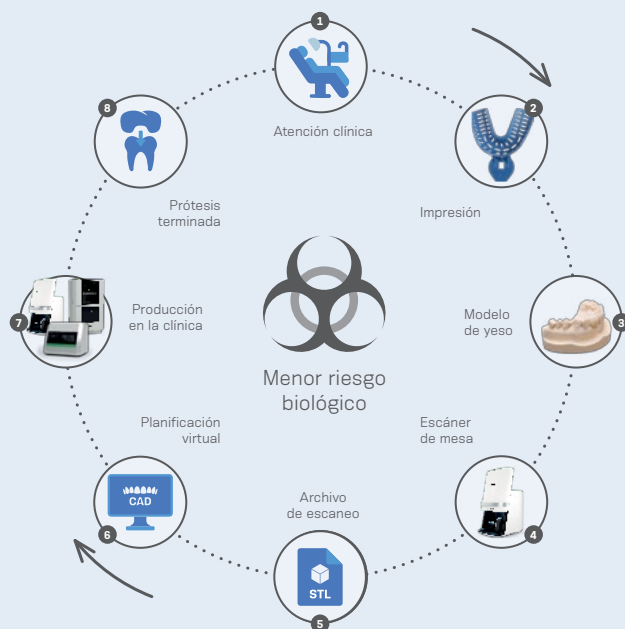 1
Atención clínica
2
Impresión
3
Modelo
de yeso
4
Escáner
de mesa
5
Archivo
de escaneo
STL
6
Planificación
virtual
CAD
7
Producción
en la clínica
8
Prótesis
terminada
Menor riesgo
biológico